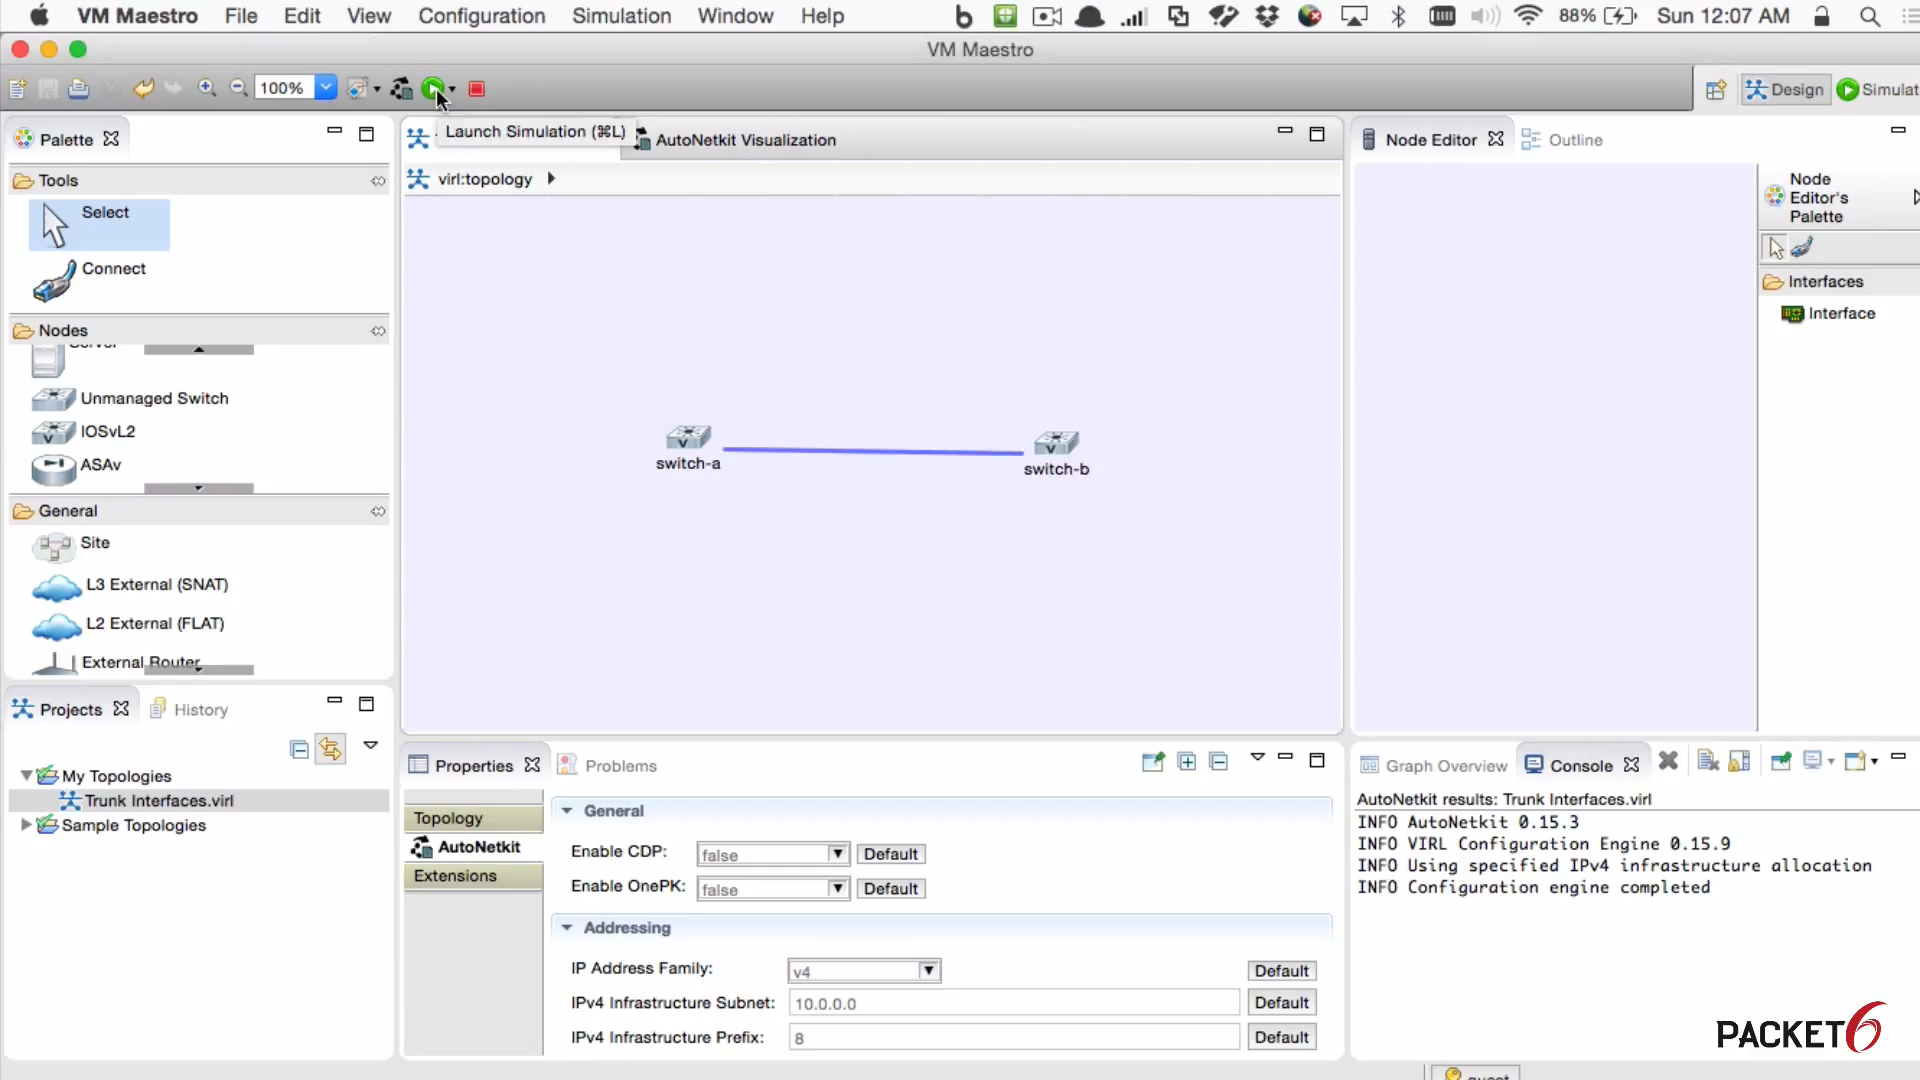 VM Maestro File Edit View Configuration Simulation Window Help 88% Sun 12:07 AM
VM Maestro
100% Design Simulat
Palette
Launch Simulation (⌘L) AutoNetkit Visualization
Node Editor Outline
Tools
virl:topology
Select
Connect
Nodes
Server
Unmanaged Switch
IOSvL2
ASAv
General
Site
L3 External (SNAT)
L2 External (FLAT)
External Router
switch-a
switch-b
Node
Editor's
Palette
Interfaces
Interface
Projects History
My Topologies
Trunk Interfaces.virl
Sample Topologies
Properties Problems
Topology
AutoNetkit
Extensions
General
Enable CDP: false Default
Enable OnePK: false Default
Addressing
IP Address Family: v4 Default
IPv4 Infrastructure Subnet: 10.0.0.0 Default
IPv4 Infrastructure Prefix: 8 Default
Graph Overview Console
AutoNetkit results: Trunk Interfaces.virl
INFO AutoNetkit 0.15.3
INFO VIRL Configuration Engine 0.15.9
INFO Using specified IPv4 infrastructure allocation
INFO Configuration engine completed
PACKET6
guest